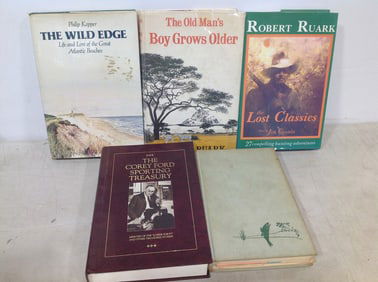 Philip Kopper
THE WILD EDGE
Life and Lore of the Great
Atlantic Beaches
The Old Man's
Boy Grows Older
RUARK
ROBERT RUARK
the
Lost Classics
27 compelling hunting adventures
THE
COREY FORD
SPORTING
TREASURY